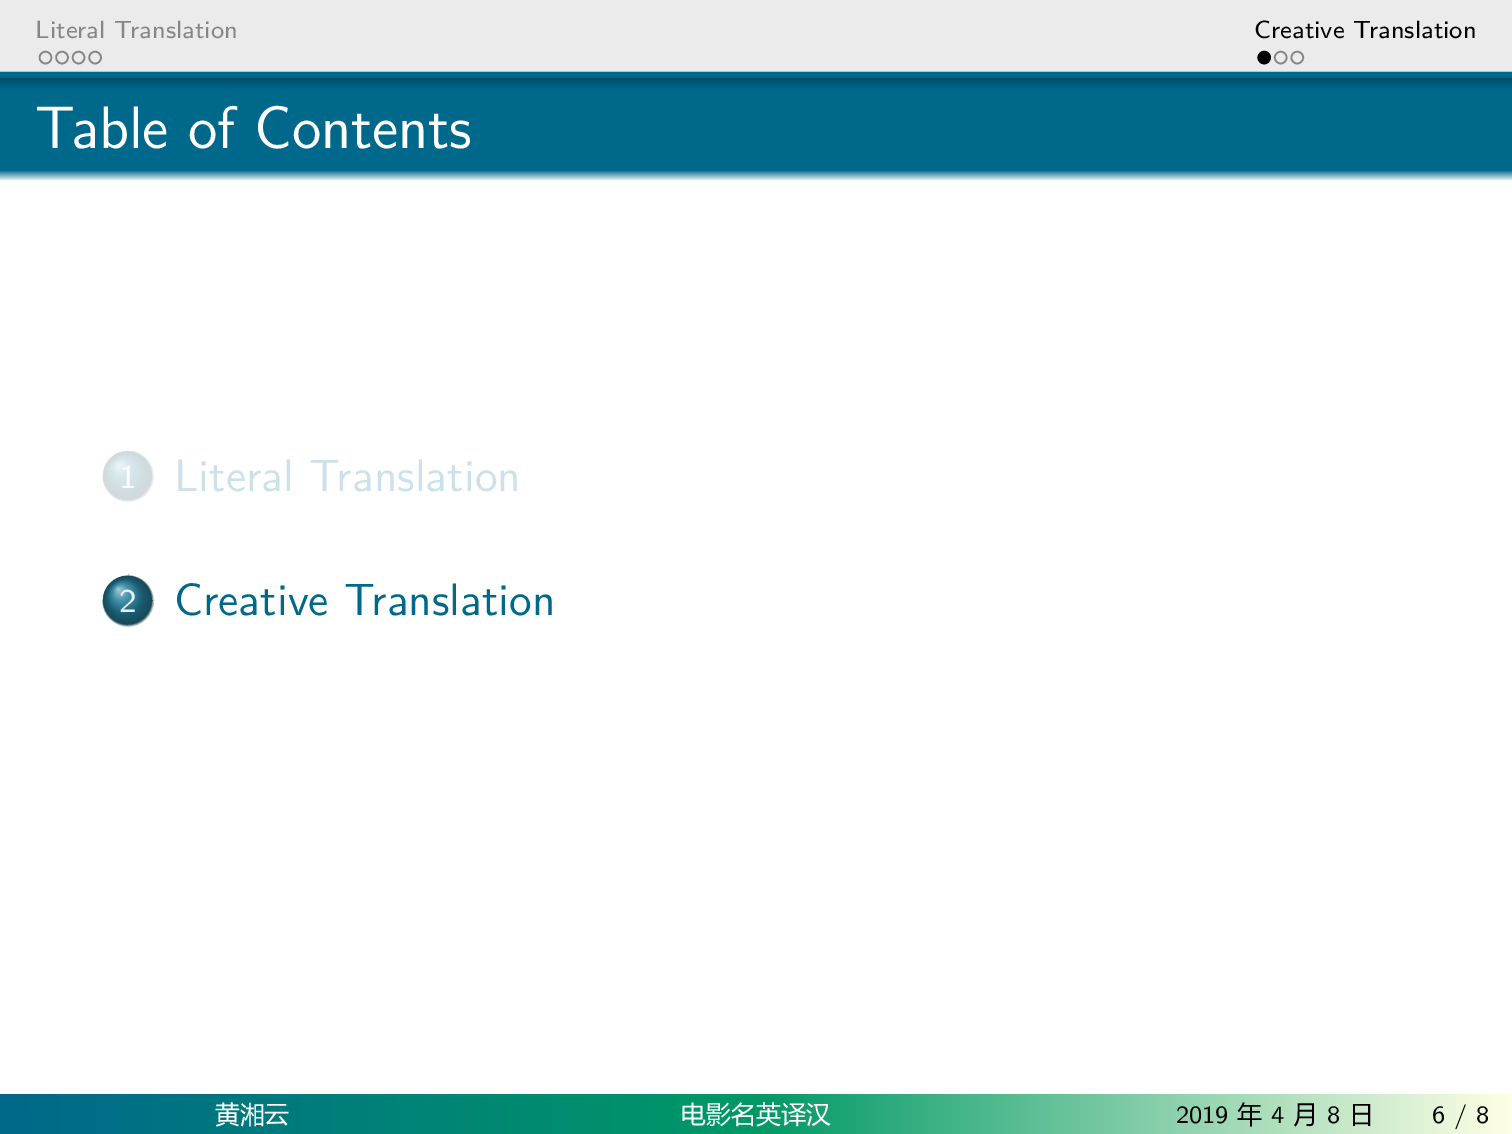 Literal Translation
Creative Translation
Table of Contents
1 Literal Translation
2 Creative Translation
黄湘云
电影名英译汉
2019 年 4 月 8 日
6 / 8